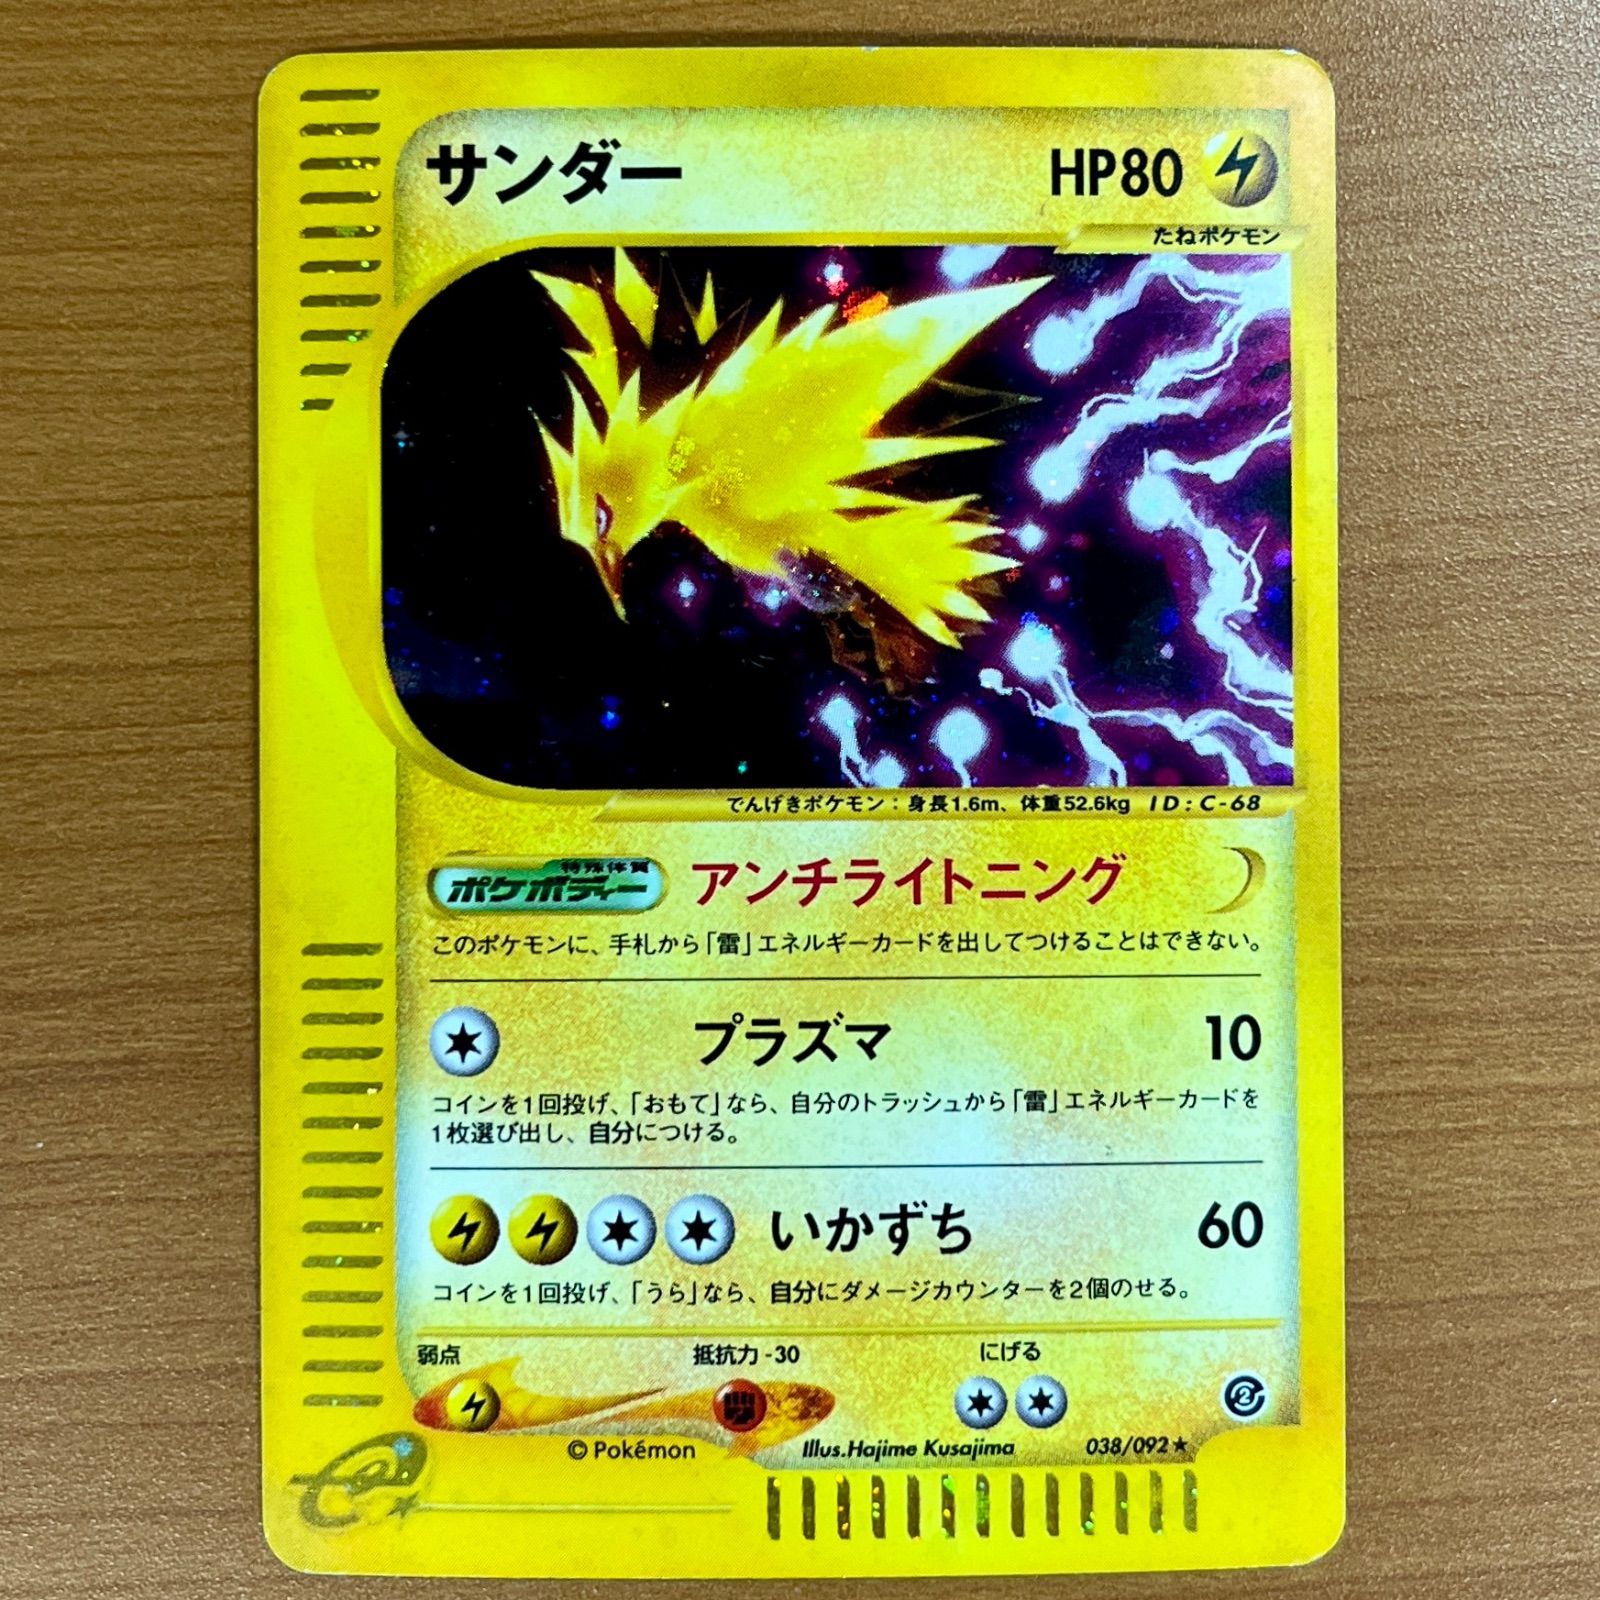 サンダー HP80
たねポケモン
でんげきポケモン：身長1.6m、体重52.6kg ID:C-68
特殊体質
ポケボディー アンチライトニング
このポケモンに、手札から「雷」エネルギーカードを出してつけることはできない。
プラズマ 10
コインを1回投げ、「おもて」なら、自分のトラッシュから「雷」エネルギーカードを
1枚選び出し、自分につける。
いかずち 60
コインを1回投げ、「うら」なら、自分にダメージカウンターを2個のせる。
弱点 抵抗力-30 にげる
© Pokémon Illus.Hajime Kusajima 038/092★